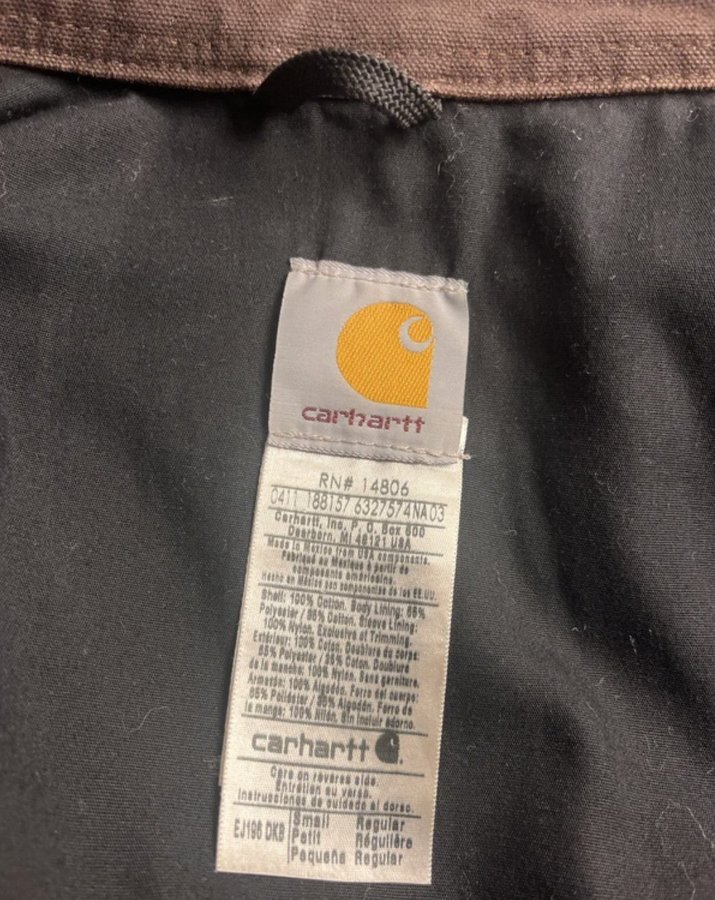 carhartt
RN# 14806
0411 188157 6327574NA03
Carhartt, Inc. P. O. Box 600
Dearborn, MI 48121 USA
Made in Mexico from USA components.
Fabriqué au Mexique à partir de
composants américains.
Hecho en México con componentes de los EE.UU.
Shell: 100% Cotton. Body Lining: 65%
Polyester / 35% Cotton. Sleeve Lining:
100% Nylon. Exclusive of Trimming.
Extérieur: 100% Coton. Doublure du corps:
65% Polyester / 35% Coton. Doublure
de la manche: 100% Nylon. Sans garniture.
Armazón: 100% Algodón. Forro del cuerpo:
65% Poliéster / 35% Algodón. Forro de
la manga: 100% Nilón. Sin incluir adorno.
carhartt
Care on reverse side.
Entretien au verso.
Instrucciones de cuidado al dorso.
EJ196 DKB
Small Regular
Petit Régulière
Pequeña Regular